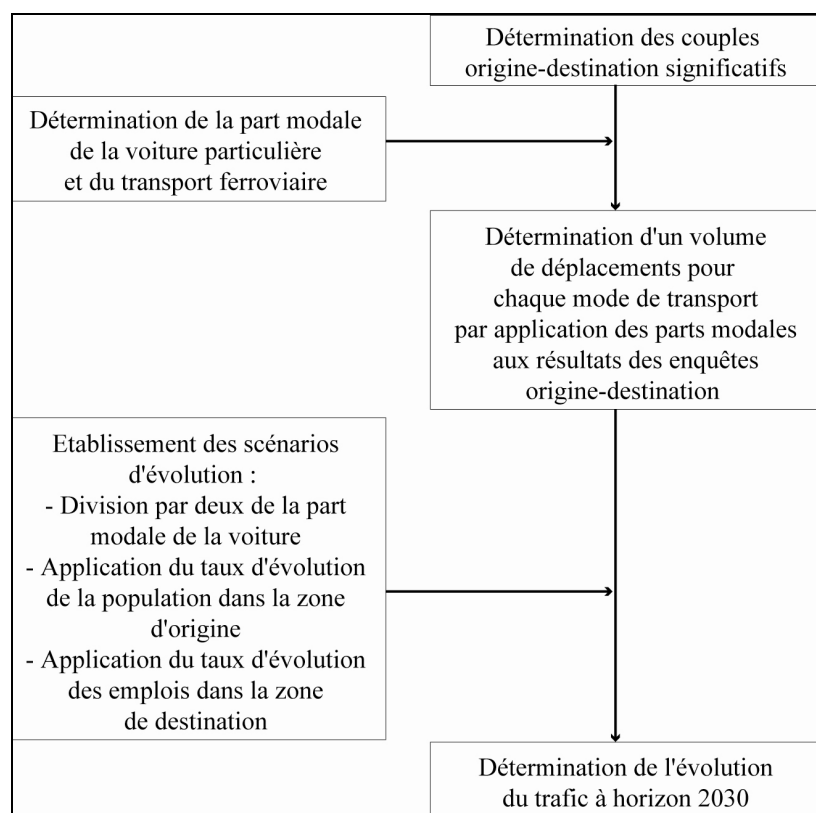 Détermination des couples
origine-destination significatifs
Détermination de la part modale
de la voiture particulière
et du transport ferroviaire
Détermination d'un volume
de déplacements pour
chaque mode de transport
par application des parts modales
aux résultats des enquêtes
origine-destination
Etablissement des scénarios
d'évolution :
- Division par deux de la part
modale de la voiture
- Application du taux d'évolution
de la population dans la zone
d'origine
- Application du taux d'évolution
des emplois dans la zone
de destination
Détermination de l'évolution
du trafic à horizon 2030